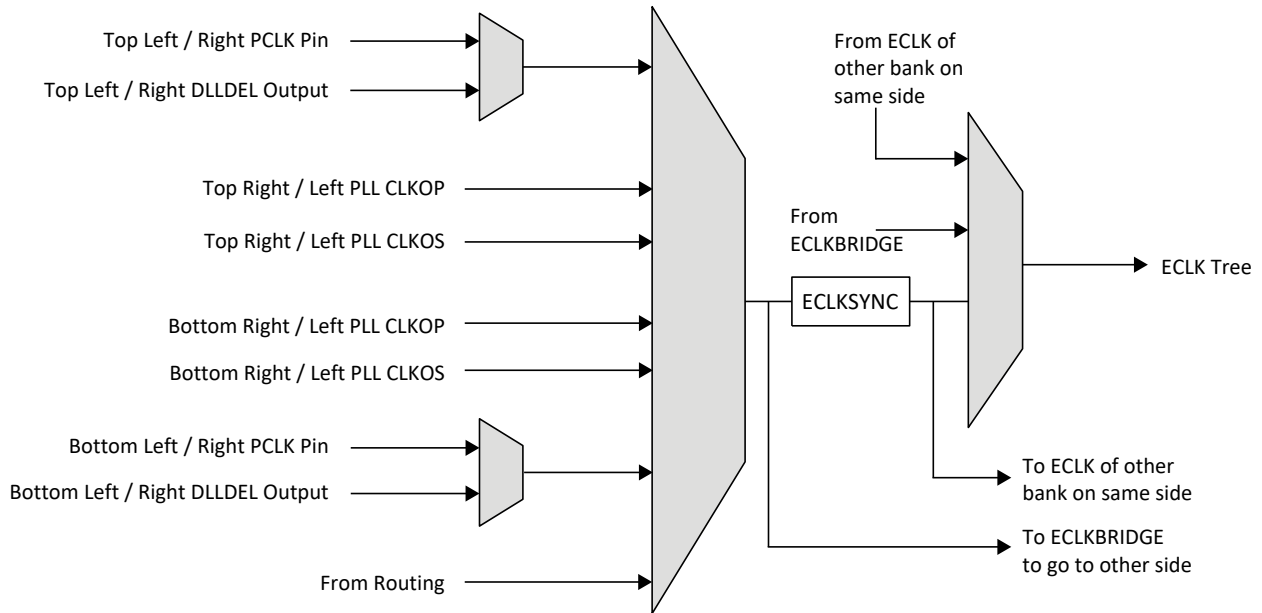 Top Left / Right PCLK Pin
Top Left / Right DLLDEL Output
Top Right / Left PLL CLKOP
Top Right / Left PLL CLKOS
Bottom Right / Left PLL CLKOP
Bottom Right / Left PLL CLKOS
Bottom Left / Right PCLK Pin
Bottom Left / Right DLLDEL Output
From Routing
From ECLK of
other bank on
same side
From
ECLKBRIDGE
ECLKSYNC
ECLK Tree
To ECLK of other
bank on same side
To ECLKBRIDGE
to go to other side